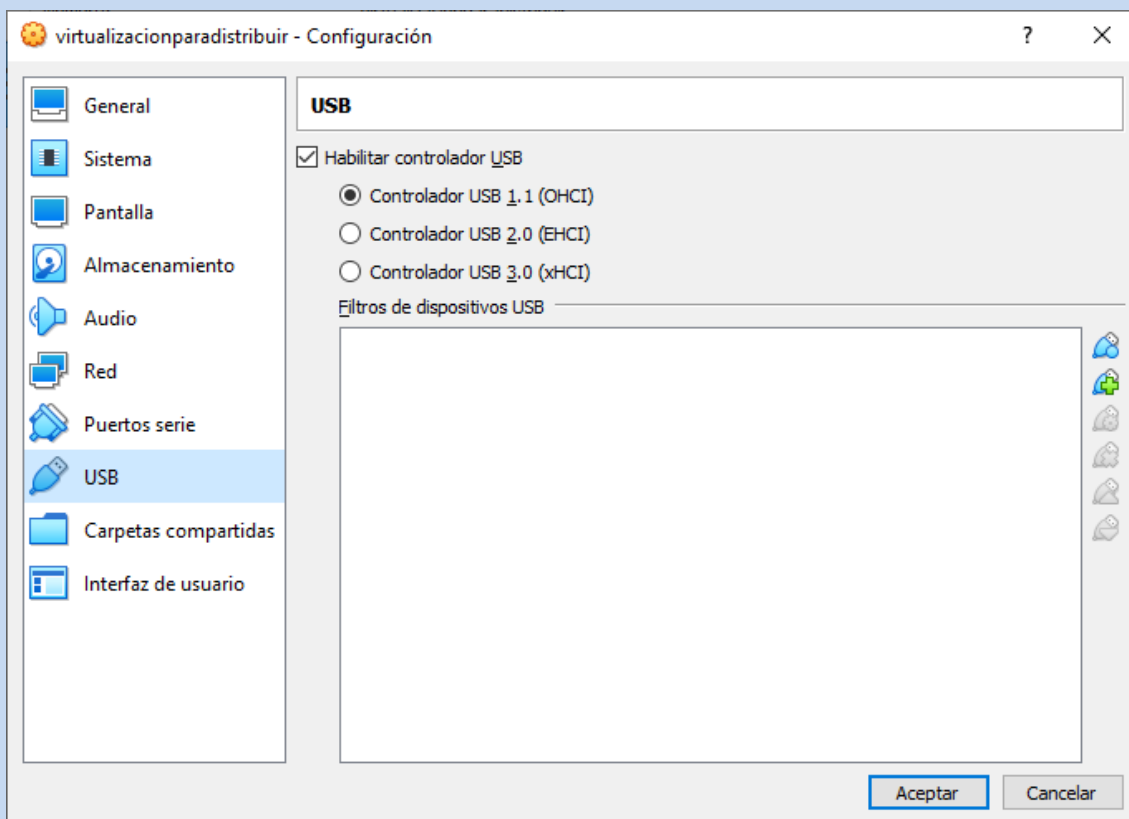 virtualizacionparadistribuir - Configuración
General
Sistema
Pantalla
Almacenamiento
Audio
Red
Puertos serie
USB
Carpetas compartidas
Interfaz de usuario
USB
Habilitar controlador USB
Controlador USB 1.1 (OHCI)
Controlador USB 2.0 (EHCI)
Controlador USB 3.0 (xHCI)
Filtros de dispositivos USB
Aceptar
Cancelar